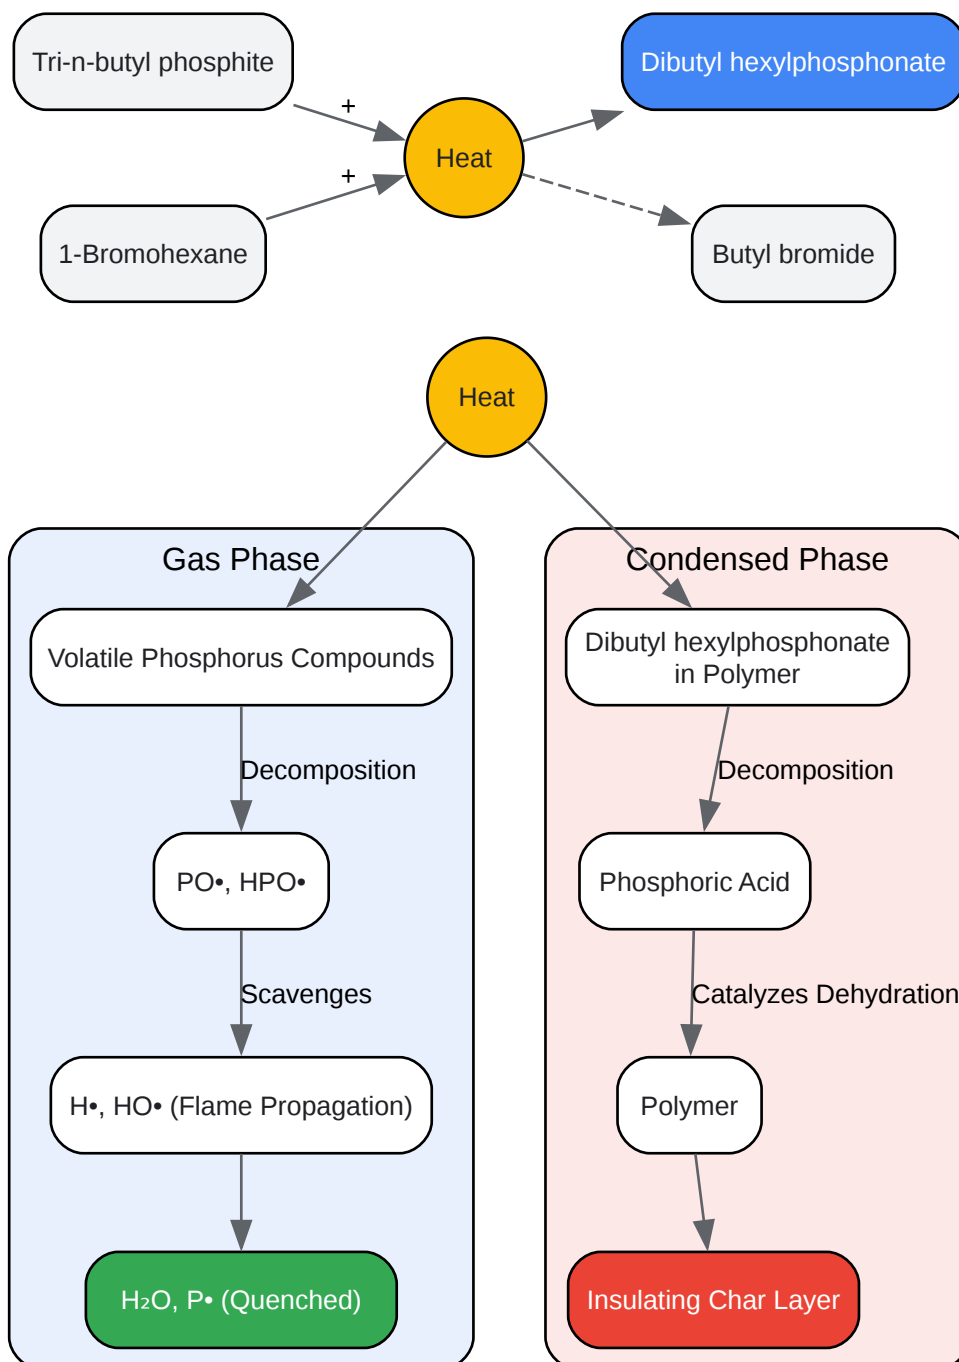 Tri-n-butyl phosphite
Dibutyl hexylphosphonate
+
Heat
+
1-Bromohexane
Butyl bromide
Heat
Gas Phase
Volatile Phosphorus Compounds
Decomposition
PO•, HPO•
Scavenges
H•, HO• (Flame Propagation)
H₂O, P• (Quenched)
Condensed Phase
Dibutyl hexylphosphonate
in Polymer
Decomposition
Phosphoric Acid
Catalyzes Dehydration
Polymer
Insulating Char Layer